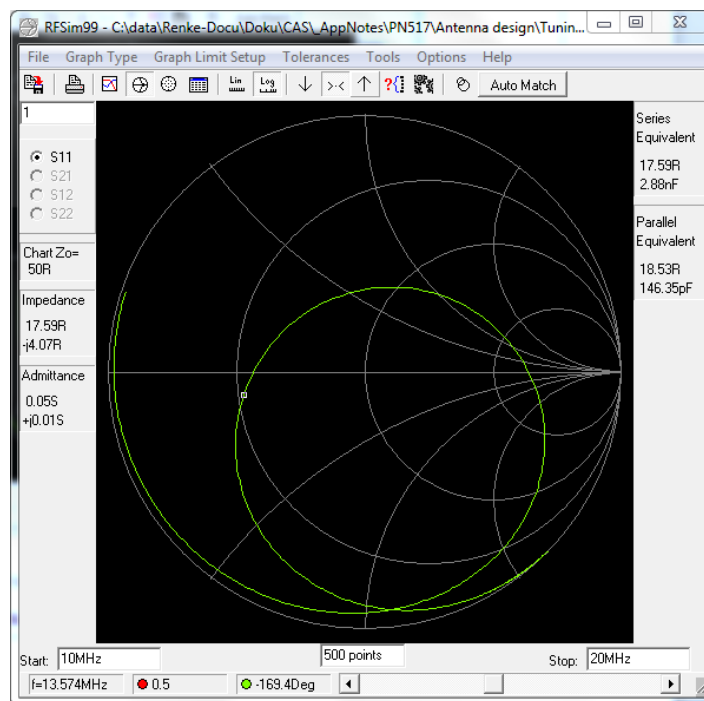 RFSim99 - C:\data\Renke-Docu\Doku\CAS\_AppNotes\PN517\Antenna design\Tunin...
File Graph Type Graph Limit Setup Tolerances Tools Options Help
Lin Log Auto Match
1
S11
S21
S12
S22
Chart Zo=
50R
Impedance
17.59R
-j4.07R
Admittance
0.05S
+j0.01S
Series
Equivalent
17.59R
2.88nF
Parallel
Equivalent
18.53R
146.35pF
Start: 10MHz 500 points Stop: 20MHz
f=13.574MHz 0.5 -169.4Deg